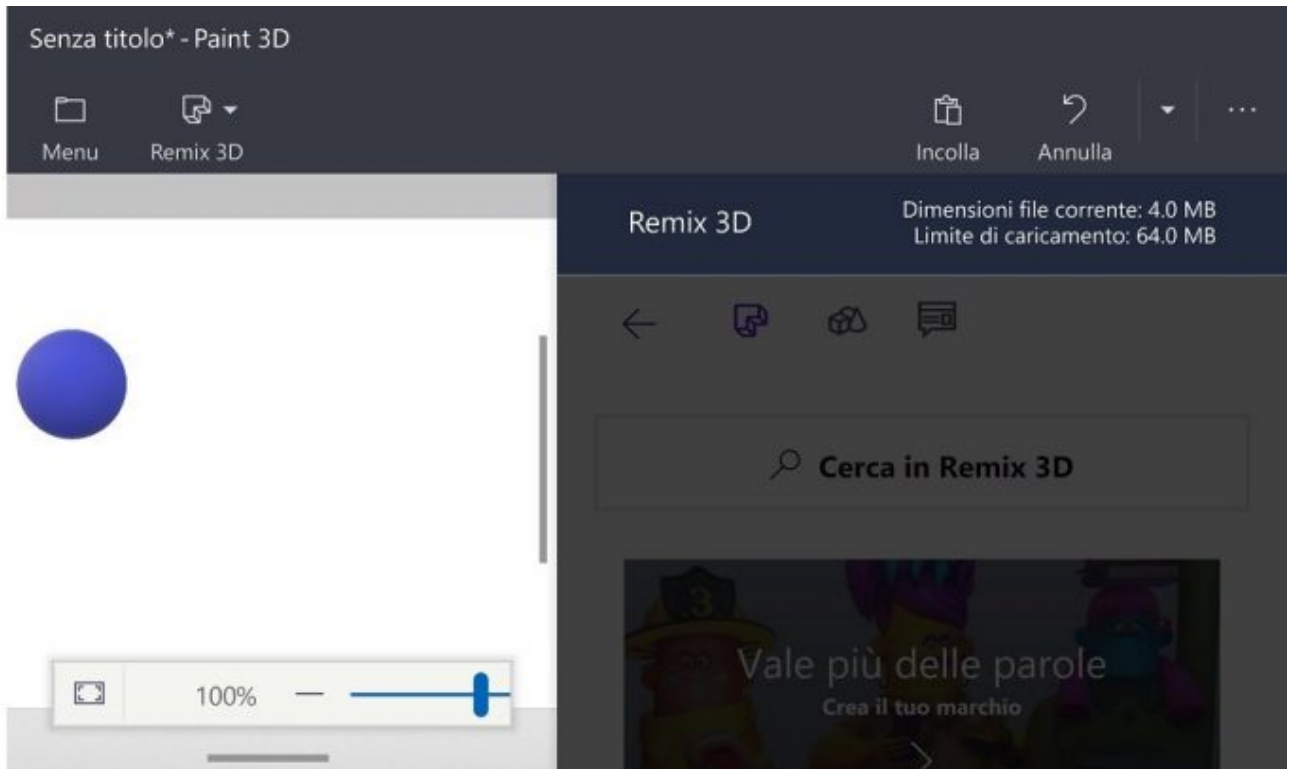 Senza titolo* - Paint 3D
Menu
Remix 3D
Incolla
Annulla
Remix 3D
Dimensioni file corrente: 4.0 MB
Limite di caricamento: 64.0 MB
Cerca in Remix 3D
3
Vale più delle parole
Crea il tuo marchio
100%